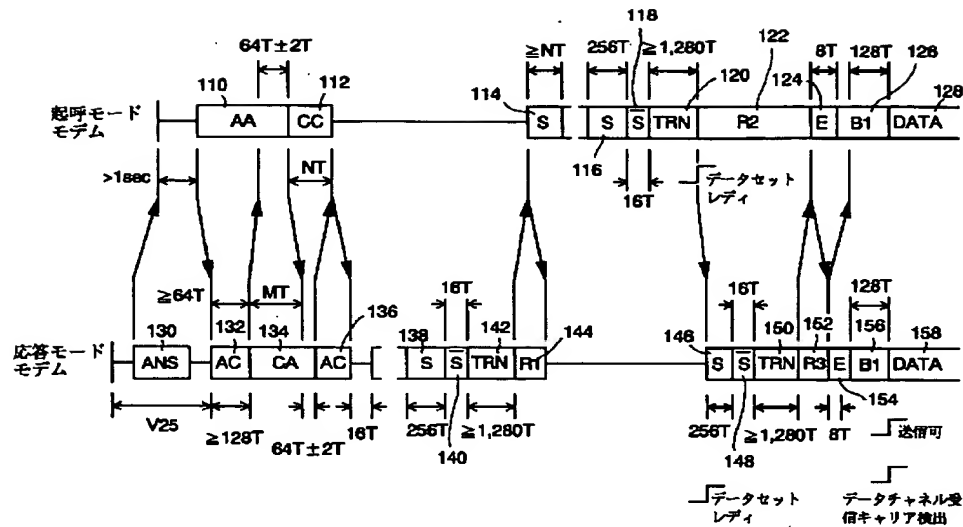 118
64T±2T
≧NT
256T
≧1,280T
120
122
8T
128T
126
110
112
114
124
128
起呼モード
モデム
AA
CC
S
S
S̅
TRN
R2
E
B1
DATA
116
16T
データセット
レディ
>1sec
NT
≧64T
MT
136
16T
142
144
16T
128T
130
132
134
138
146
150
152
156
158
応答モード
モデム
ANS
AC
CA
AC
S
S̅
TRN
R1
S
S̅
TRN
R3
E
B1
DATA
154
V25
≧128T
64T±2T
16T
256T
140
≧1,280T
256T
148
≧1,280T
8T
送信可
データセット
レディ
データチャネル受
信キャリア検出